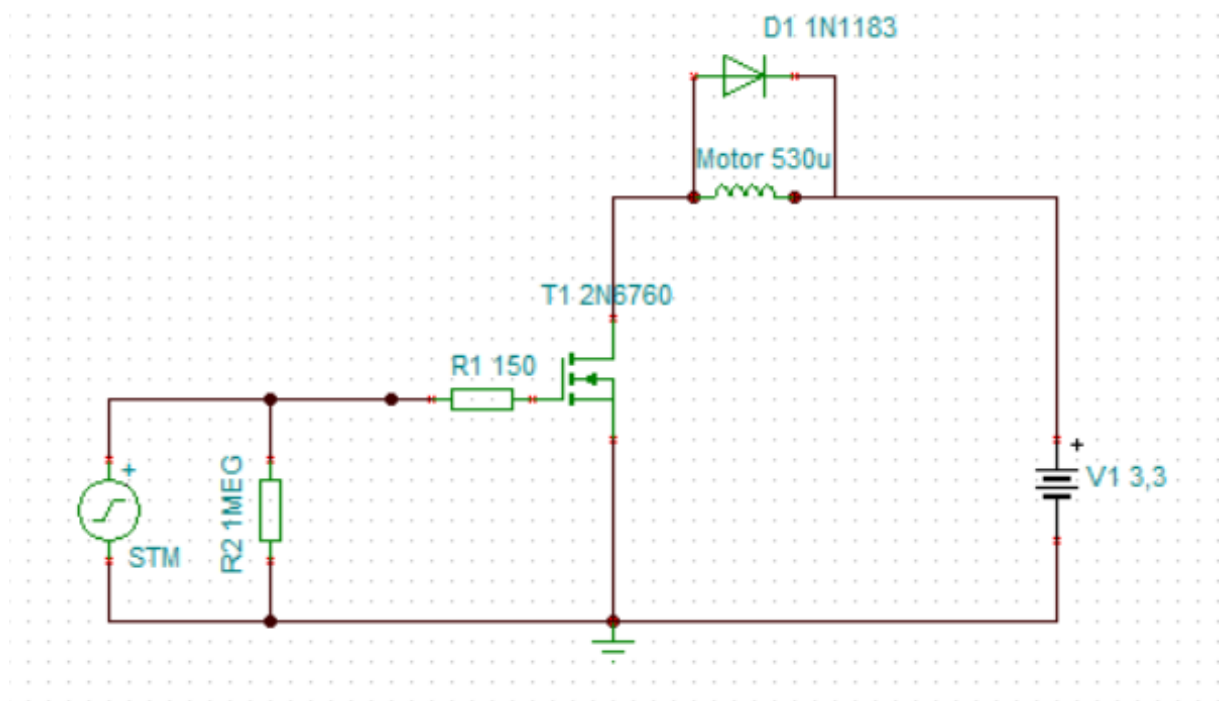 D1 1N1183
Motor 530u
T1 2N6760
R1 150
+
V1 3,3
+
R2 1MEG
STM